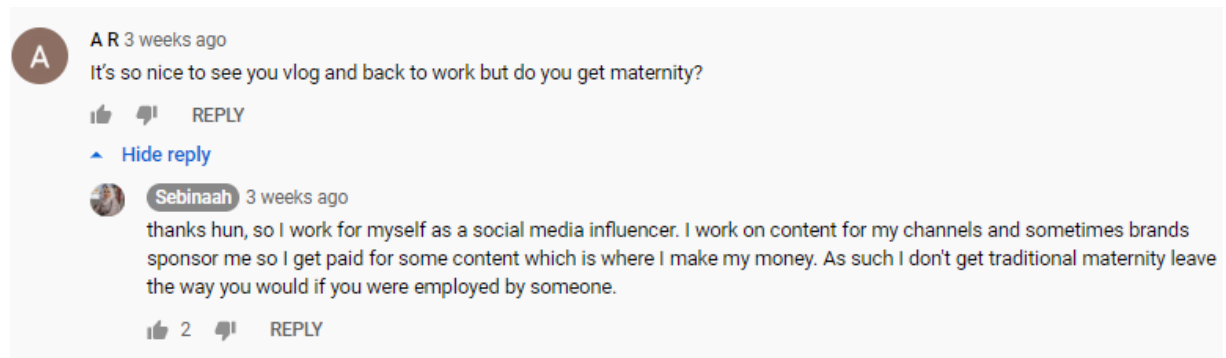 A
A R 3 weeks ago
It's so nice to see you vlog and back to work but do you get maternity?
REPLY
Hide reply
Sebinaah 3 weeks ago
thanks hun, so I work for myself as a social media influencer. I work on content for my channels and sometimes brands
sponsor me so I get paid for some content which is where I make my money. As such I don't get traditional maternity leave
the way you would if you were employed by someone.
2 REPLY